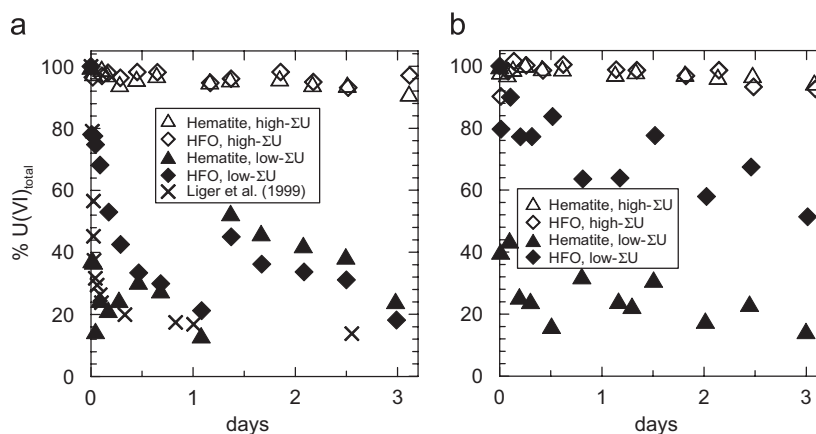 a
100
80
60
40
20
0
% U(VI)total
0
1
2
3
days
Hematite, high-ΣU
HFO, high-ΣU
Hematite, low-ΣU
HFO, low-ΣU
Liger et al. (1999)
b
100
80
60
40
20
0
0
1
2
3
days
Hematite, high-ΣU
HFO, high-ΣU
Hematite, low-ΣU
HFO, low-ΣU